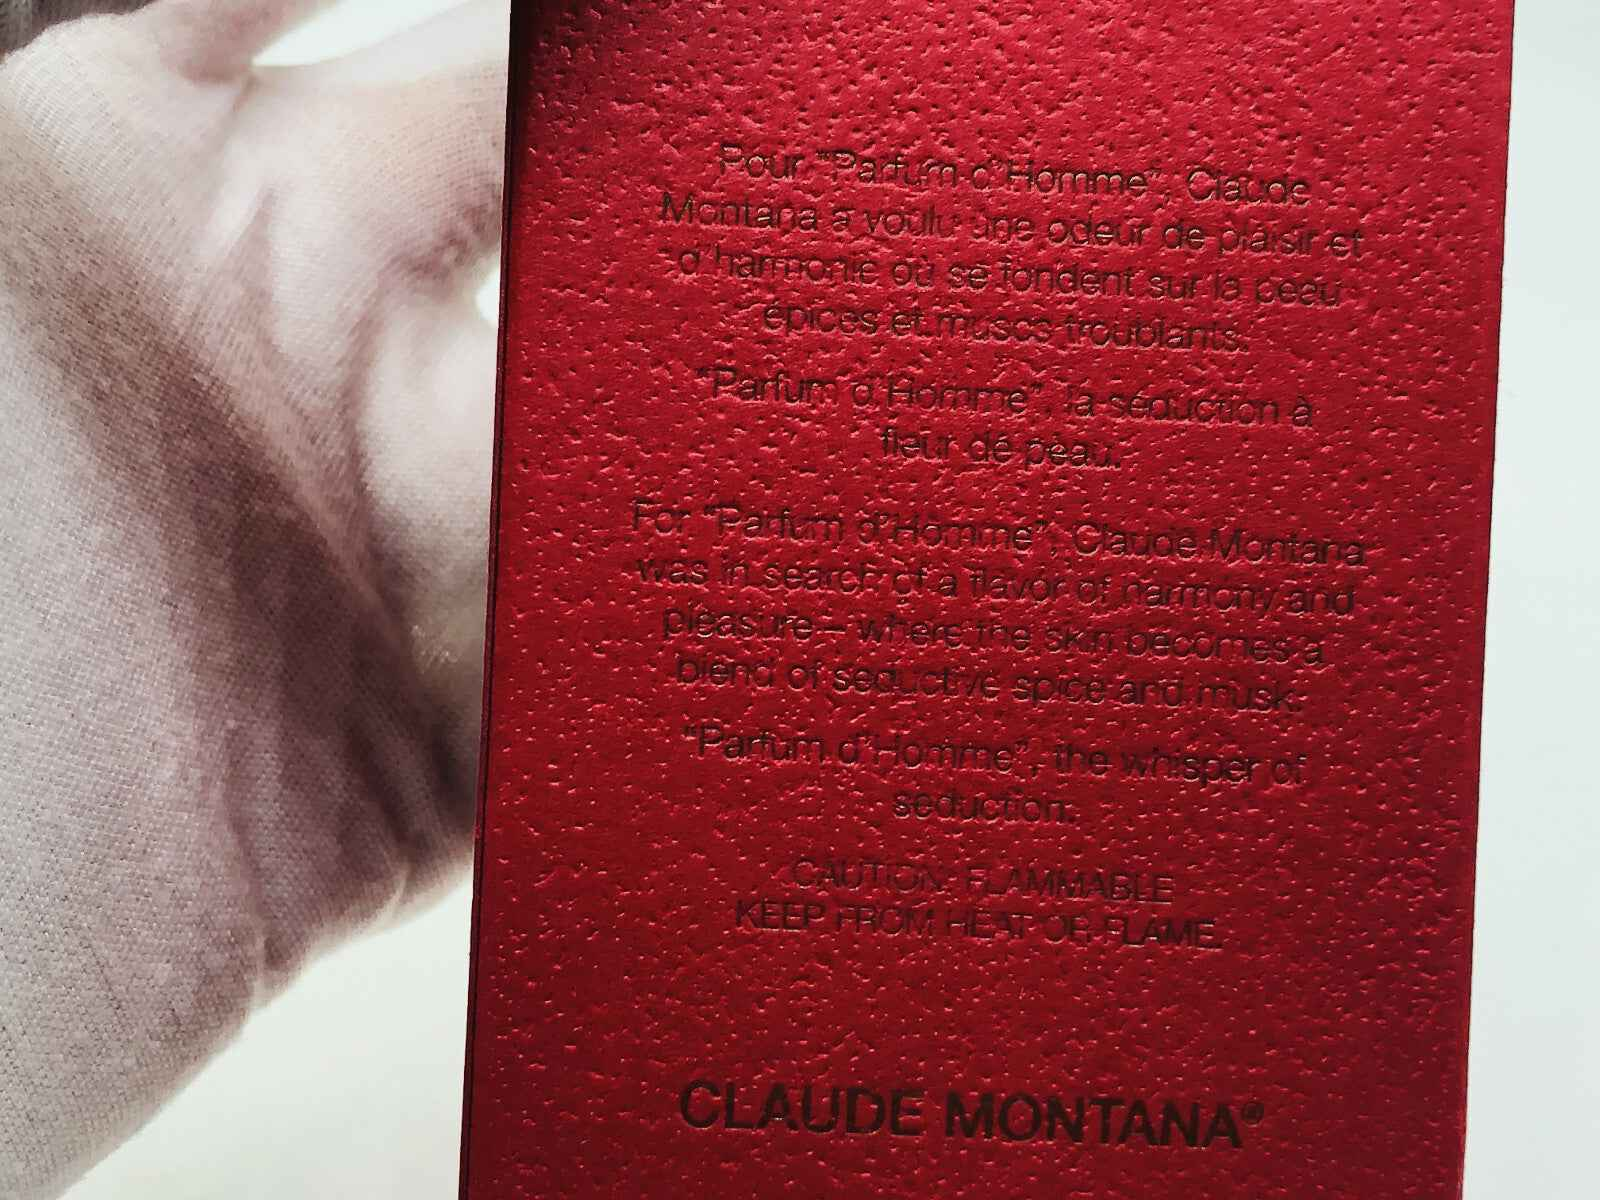 Pour "Parfum d'Homme", Claude
Montana a voulu une odeur de plaisir et
d'harmonie où se fondent sur la peau
épices et muscs troublants.
"Parfum d'Homme", la séduction à
fleur de peau.
For "Parfum d'Homme", Claude Montana
was in search of a flavor of harmony and
pleasure – where the skin becomes a
blend of seductive spice and musk.
"Parfum d'Homme", the whisper of
seduction.
CAUTION: FLAMMABLE
KEEP FROM HEAT OR FLAME.
CLAUDE MONTANA®